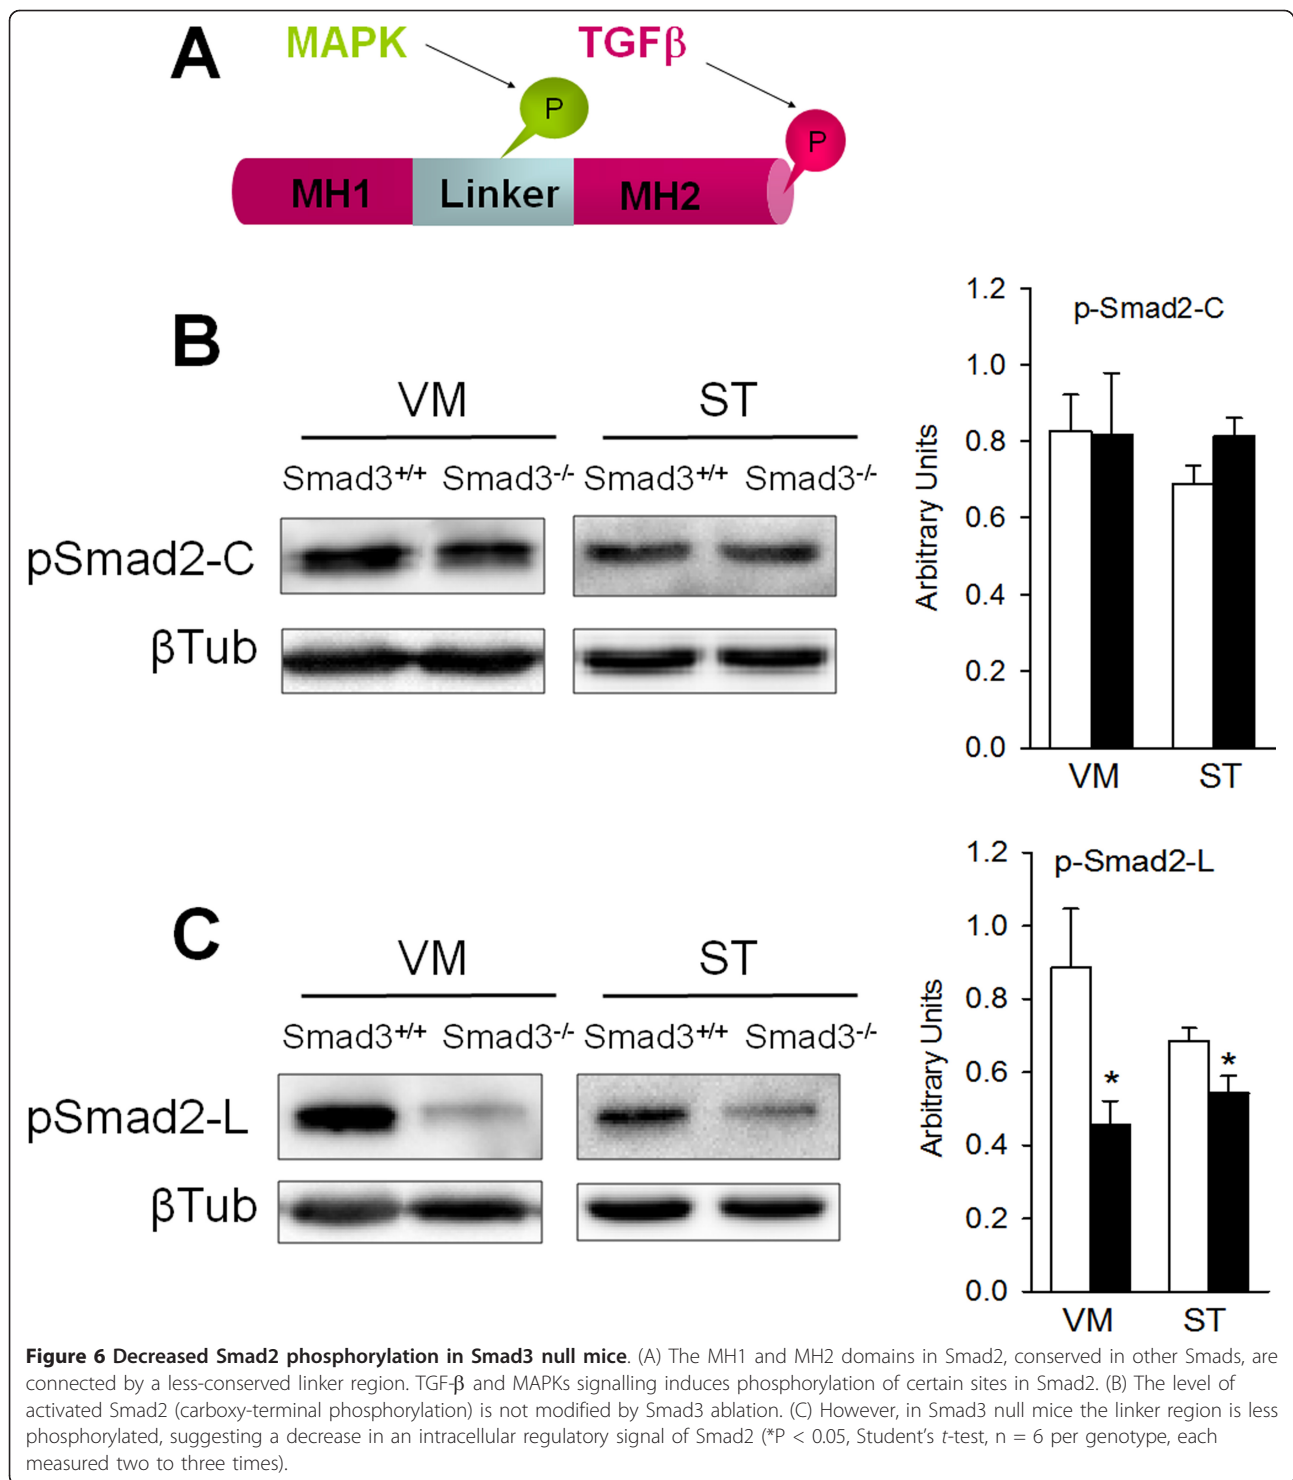 A
MAPK TGFβ
P P
MH1 Linker MH2
B
VM ST
Smad3+/+ Smad3-/- Smad3+/+ Smad3-/-
pSmad2-C
βTub
p-Smad2-C
Arbitrary Units
1.2
1.0
0.8
0.6
0.4
0.2
0.0
VM ST
C
VM ST
Smad3+/+ Smad3-/- Smad3+/+ Smad3-/-
pSmad2-L
βTub
p-Smad2-L
Arbitrary Units
1.2
1.0
0.8
0.6
0.4
0.2
0.0
* *
VM ST
Figure 6 Decreased Smad2 phosphorylation in Smad3 null mice. (A) The MH1 and MH2 domains in Smad2, conserved in other Smads, are
connected by a less-conserved linker region. TGF-β and MAPKs signalling induces phosphorylation of certain sites in Smad2. (B) The level of
activated Smad2 (carboxy-terminal phosphorylation) is not modified by Smad3 ablation. (C) However, in Smad3 null mice the linker region is less
phosphorylated, suggesting a decrease in an intracellular regulatory signal of Smad2 (*P < 0.05, Student's t-test, n = 6 per genotype, each
measured two to three times).